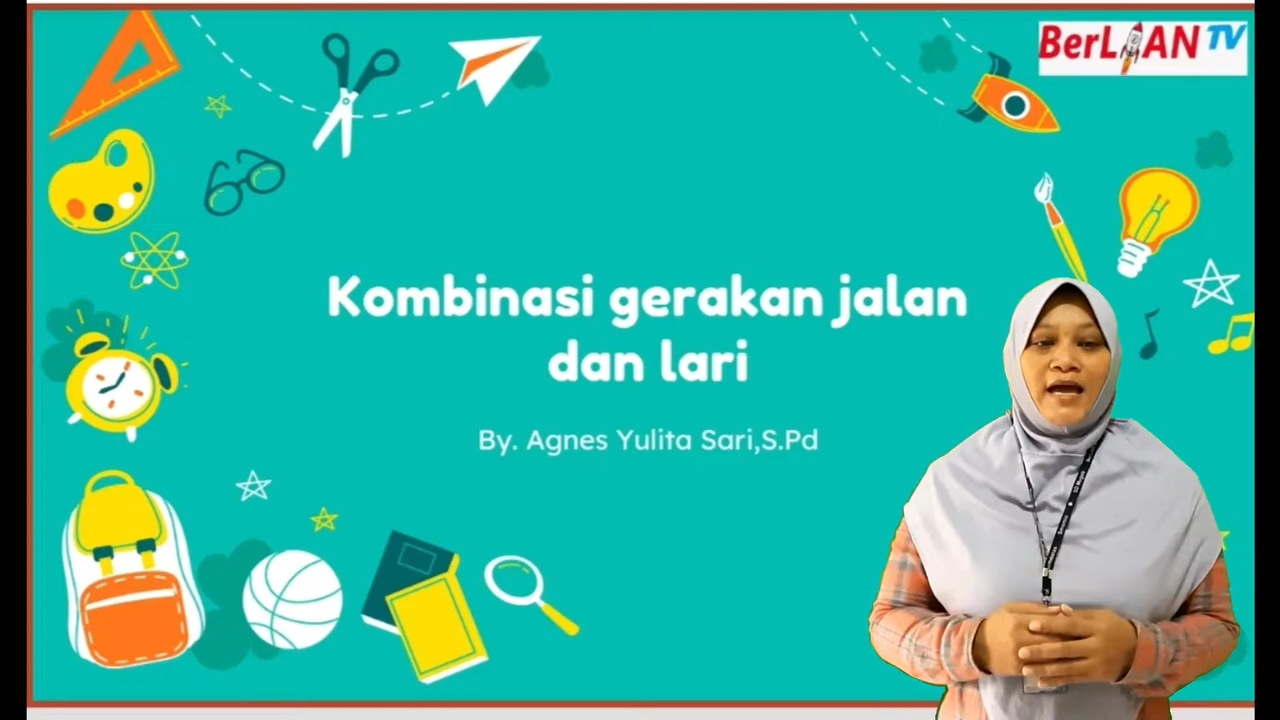 BerLIAN TV
Kombinasi gerakan jalan
dan lari
By. Agnes Yulita Sari,S.Pd